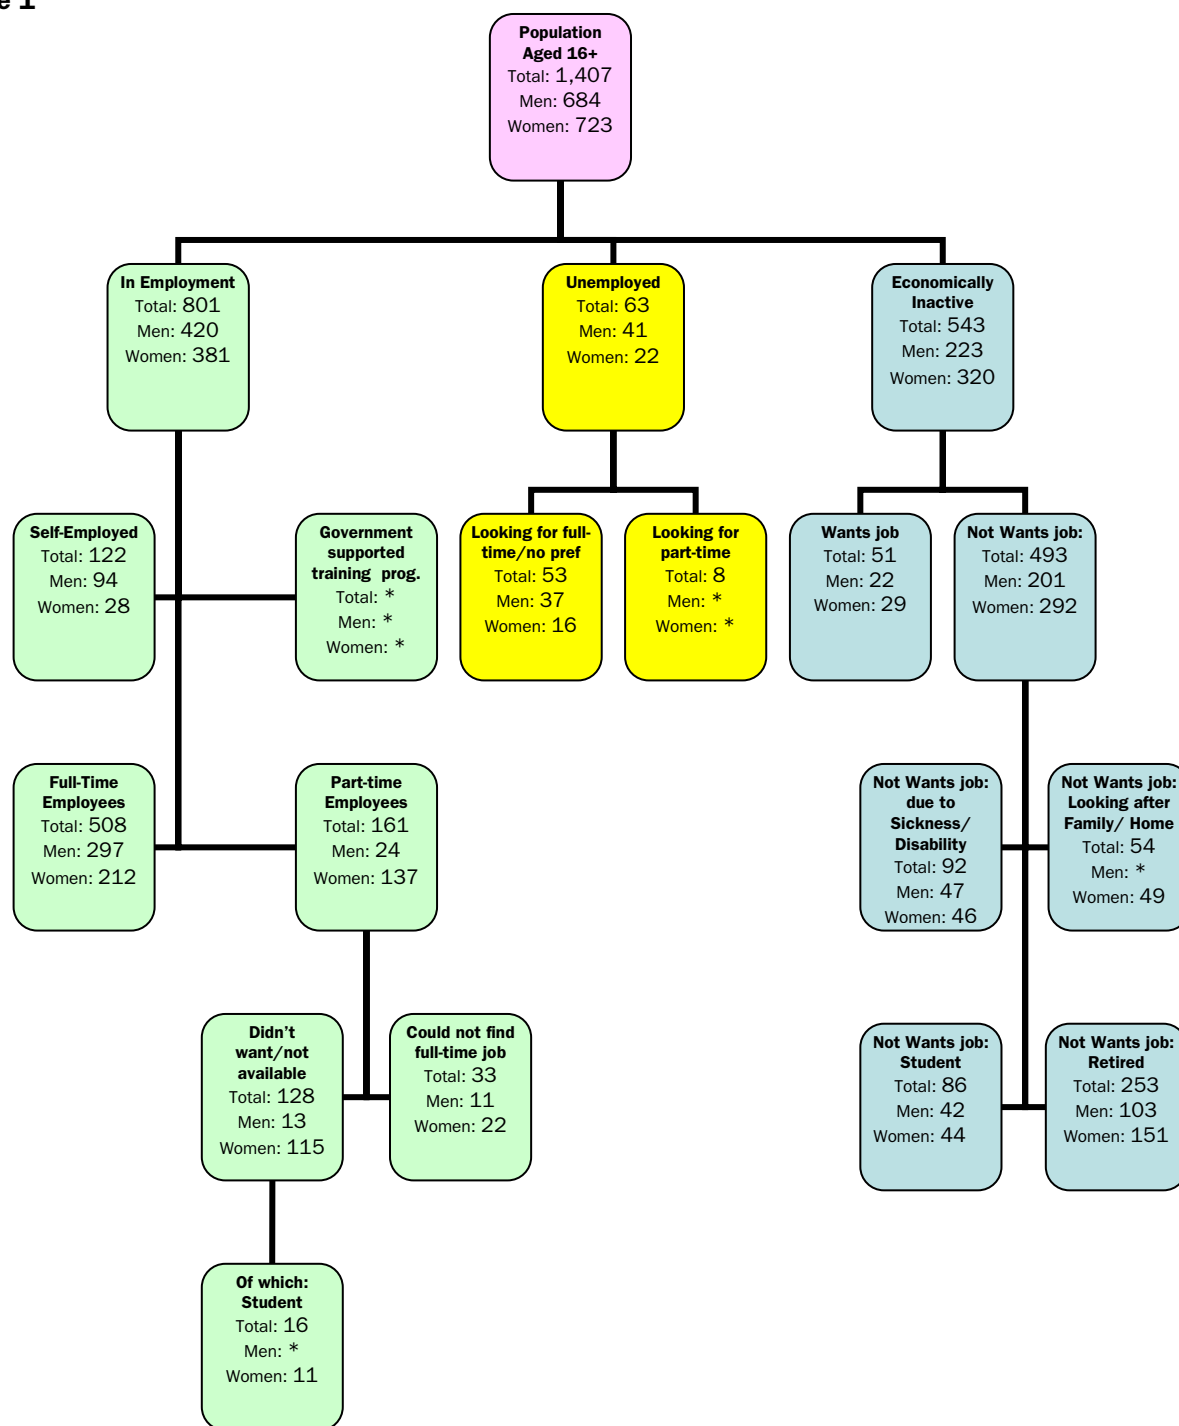 e 1
Population
Aged 16+
Total: 1,407
Men: 684
Women: 723
In Employment
Total: 801
Men: 420
Women: 381
Unemployed
Total: 63
Men: 41
Women: 22
Economically
Inactive
Total: 543
Men: 223
Women: 320
Self-Employed
Total: 122
Men: 94
Women: 28
Government
supported
training prog.
Total: *
Men: *
Women: *
Looking for full-
time/no pref
Total: 53
Men: 37
Women: 16
Looking for
part-time
Total: 8
Men: *
Women: *
Wants job
Total: 51
Men: 22
Women: 29
Not Wants job:
Total: 493
Men: 201
Women: 292
Full-Time
Employees
Total: 508
Men: 297
Women: 212
Part-time
Employees
Total: 161
Men: 24
Women: 137
Not Wants job:
due to
Sickness/
Disability
Total: 92
Men: 47
Women: 46
Not Wants job:
Looking after
Family/ Home
Total: 54
Men: *
Women: 49
Didn't
want/not
available
Total: 128
Men: 13
Women: 115
Could not find
full-time job
Total: 33
Men: 11
Women: 22
Not Wants job:
Student
Total: 86
Men: 42
Women: 44
Not Wants job:
Retired
Total: 253
Men: 103
Women: 151
Of which:
Student
Total: 16
Men: *
Women: 11